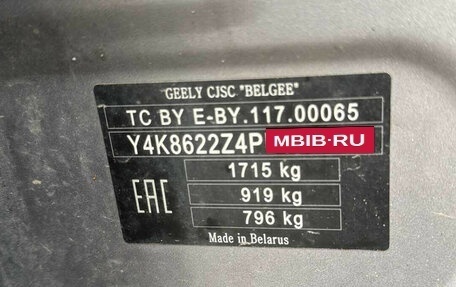 GEELY CJSC "BELGEE"
TC BY E-BY.117.00065
Y4K8622Z4P MBIB-RU
1715 kg
EAC 919 kg
796 kg
Made in Belarus